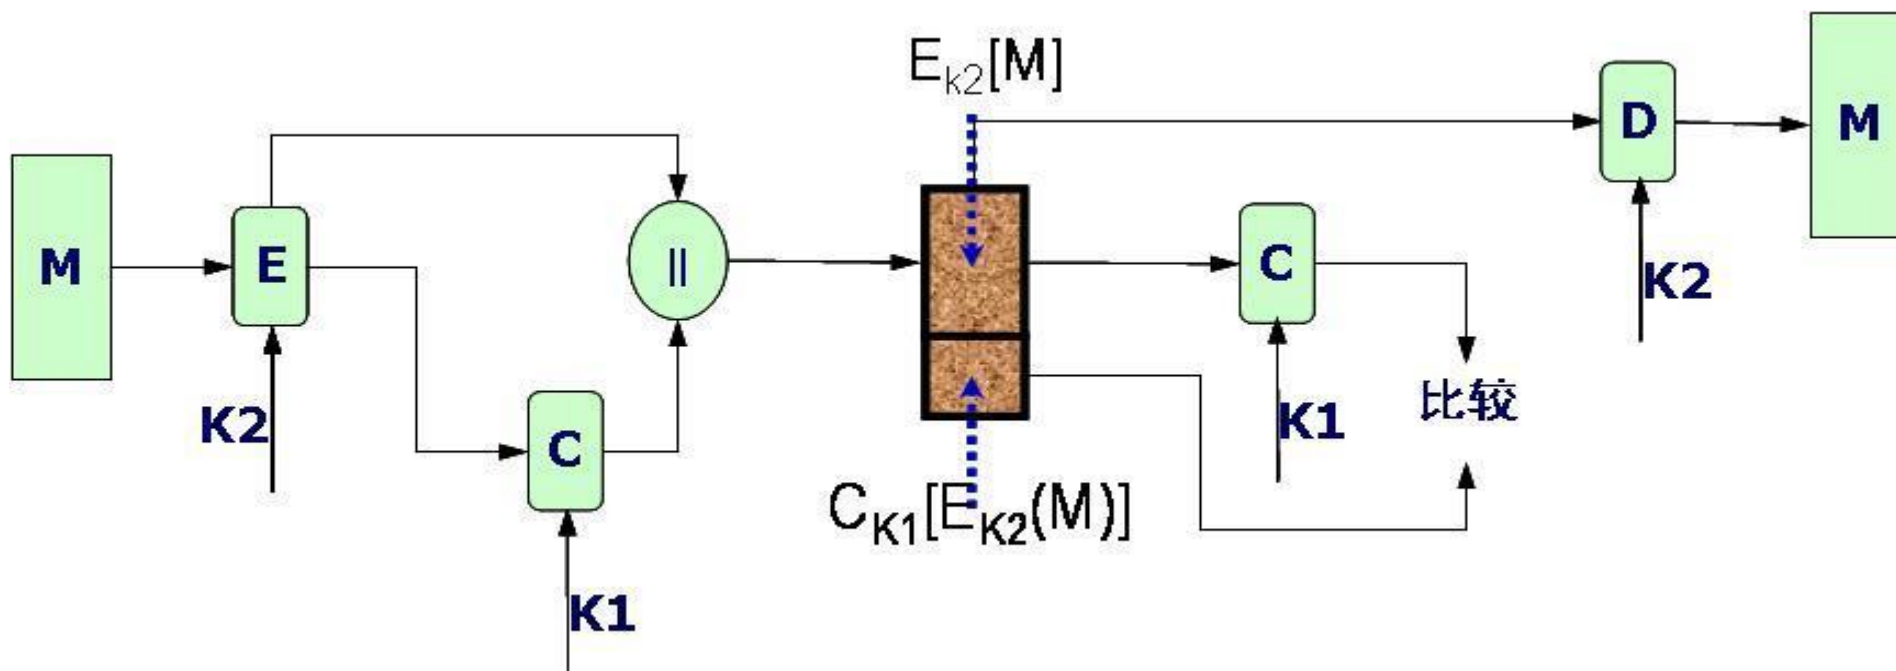 E_k2[M]
M
E
K2
C
K1
||
C_K1[E_K2(M)]
C
K1
比较
D
K2
M